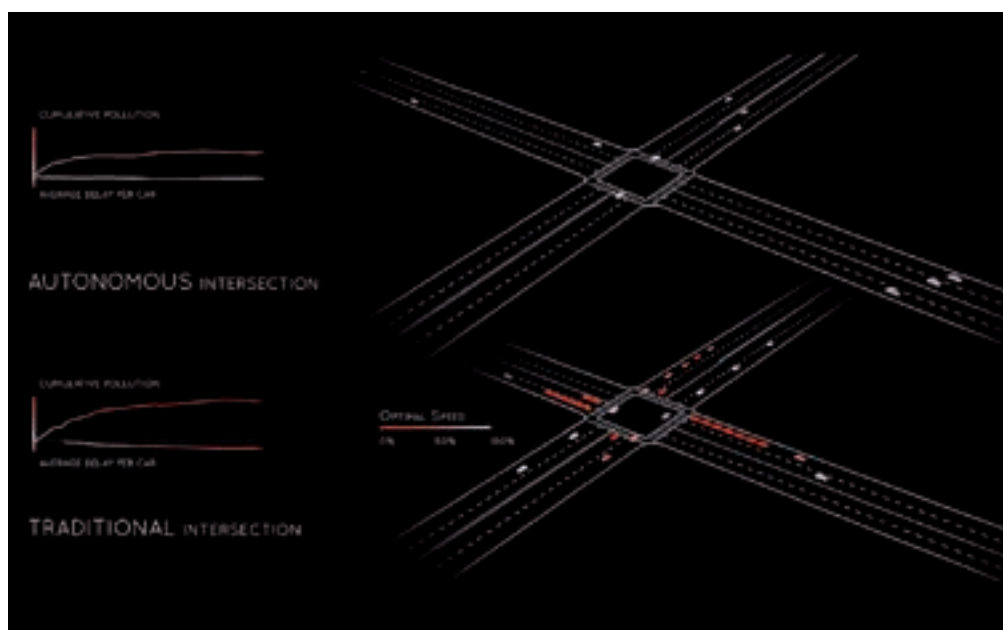 CUMULATIVE POLLUTION
AVERAGE DELAY PER CAR
AUTONOMOUS INTERSECTION
CUMULATIVE POLLUTION
AVERAGE DELAY PER CAR
TRADITIONAL INTERSECTION
OPTIMAL SPEED
0% 50% 100%